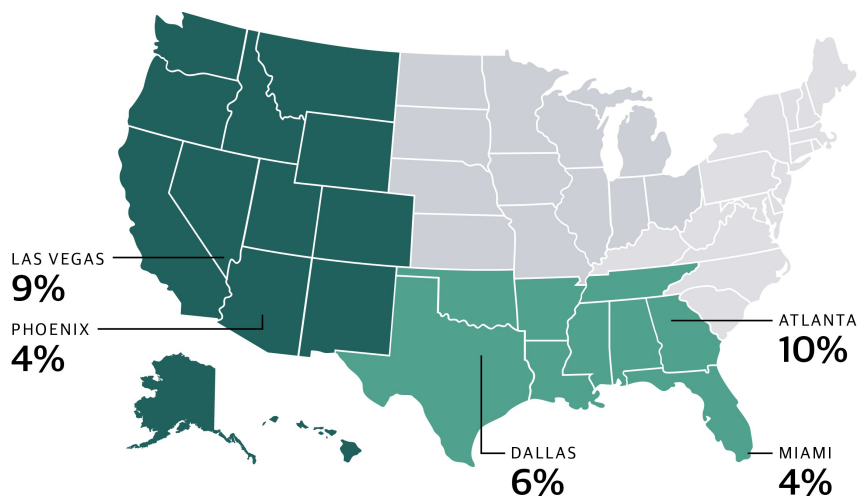 LAS VEGAS
9%
PHOENIX
4%
ATLANTA
10%
DALLAS
6%
MIAMI
4%